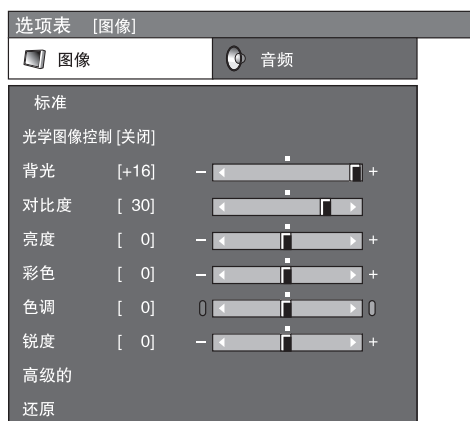 选项表 [图像]
图像 音频
标准
光学图像控制 [关闭]
背光 [+16] – +
对比度 [ 30]
亮度 [ 0] – +
彩色 [ 0] – +
色调 [ 0]
锐度 [ 0] – +
高级的
还原